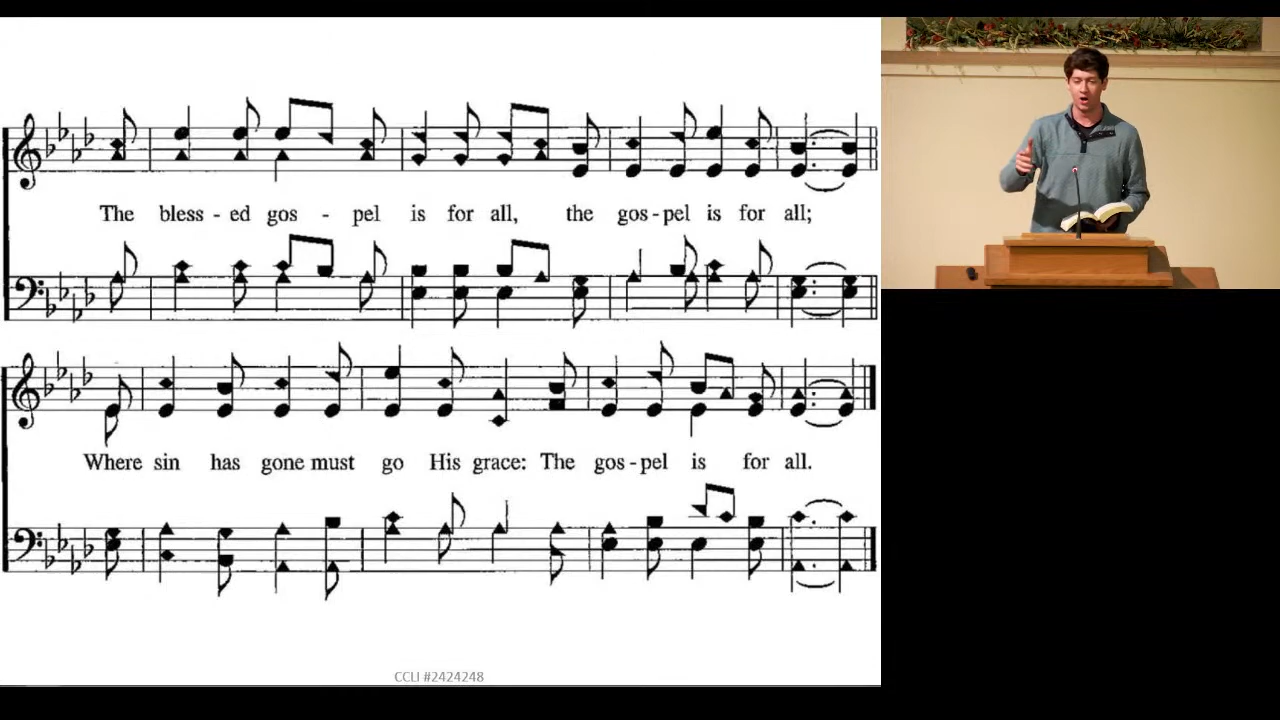 The bless - ed gos - pel is for all, the gos - pel is for all;
Where sin has gone must go His grace: The gos - pel is for all.
CCLI #2424248